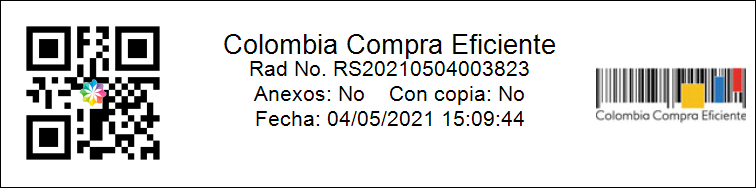 Colombia Compra Eficiente
Rad No. RS20210504003823
Anexos: No Con copia: No
Fecha: 04/05/2021 15:09:44
Colombia Compra Eficiente